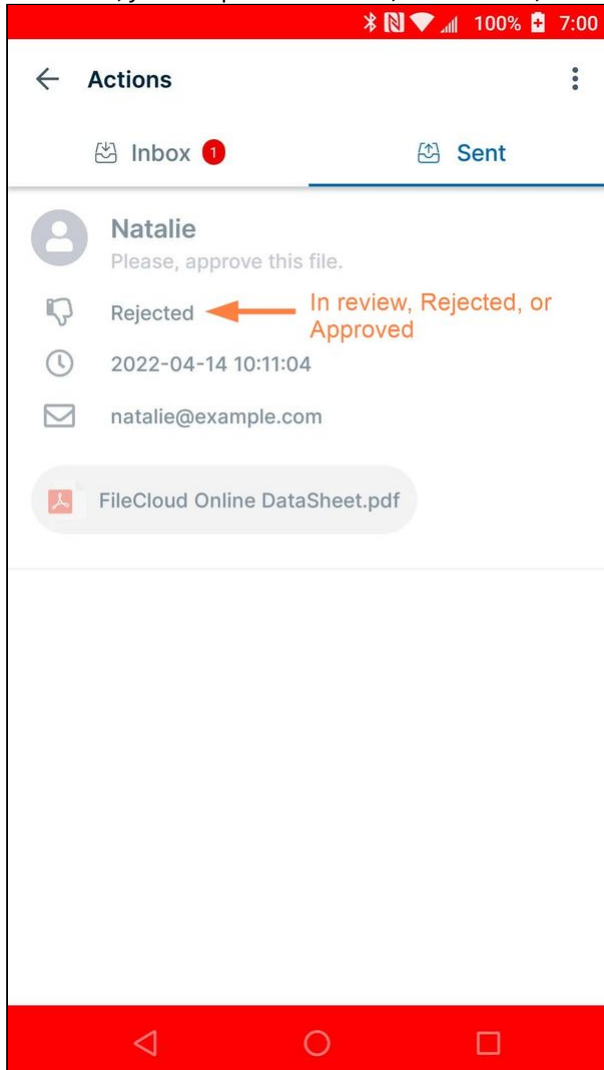 100% 7:00
Actions
Inbox 1 Sent
Natalie
Please, approve this file.
Rejected In review, Rejected, or
Approved
2022-04-14 10:11:04
natalie@example.com
FileCloud Online DataSheet.pdf